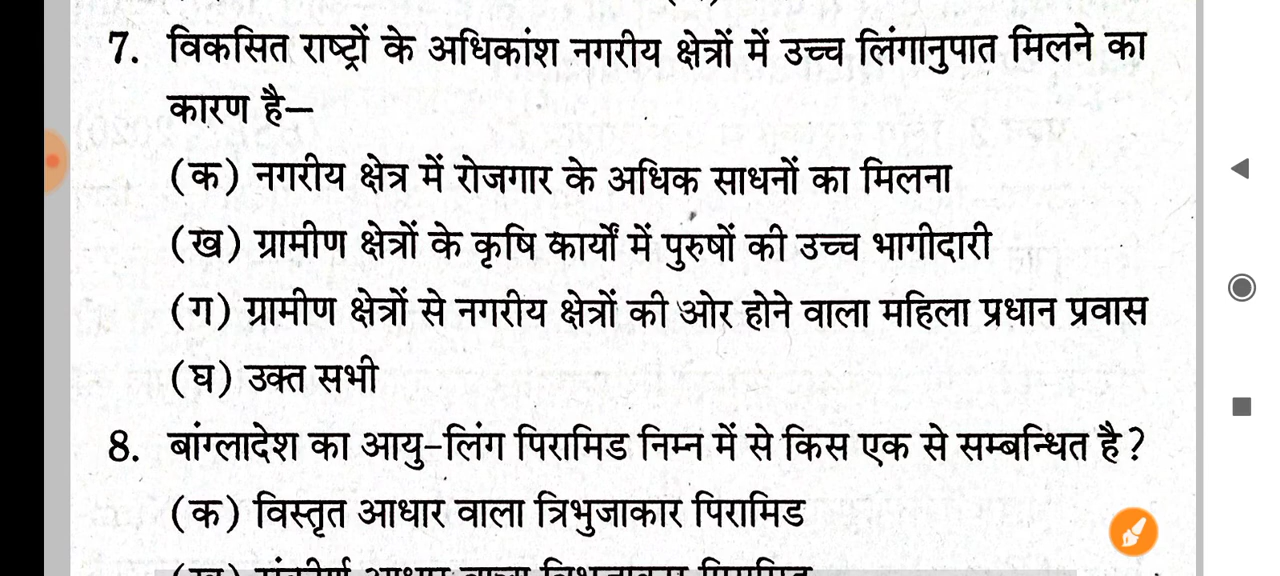 7. विकसित राष्ट्रों के अधिकांश नगरीय क्षेत्रों में उच्च लिंगानुपात मिलने का
कारण है—
(क) नगरीय क्षेत्र में रोजगार के अधिक साधनों का मिलना
(ख) ग्रामीण क्षेत्रों के कृषि कार्यों में पुरुषों की उच्च भागीदारी
(ग) ग्रामीण क्षेत्रों से नगरीय क्षेत्रों की ओर होने वाला महिला प्रधान प्रवास
(घ) उक्त सभी
8. बांग्लादेश का आयु-लिंग पिरामिड निम्न में से किस एक से सम्बन्धित है?
(क) विस्तृत आधार वाला त्रिभुजाकार पिरामिड